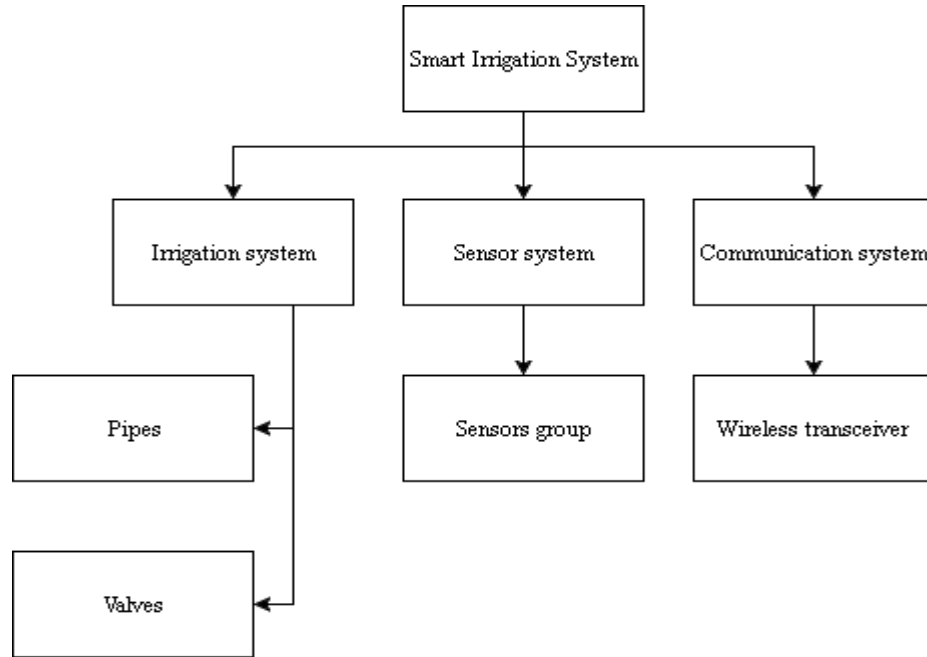 Smart Irrigation System
Irrigation system
Sensor system
Communication system
Pipes
Sensors group
Wireless transceiver
Valves